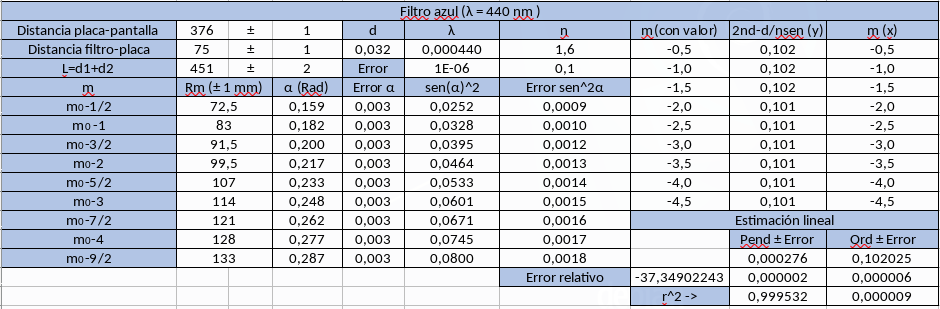 Filtro azul (λ = 440 nm )
Distancia placa-pantalla 376 ± 1 d λ n m (con valor) 2nd-d/nsen (y) m (x)
Distancia filtro-placa 75 ± 1 0,032 0,000440 1,6 -0,5 0,102 -0,5
L=d1+d2 451 ± 2 Error 1E-06 0,1 -1,0 0,102 -1,0
m Rm (± 1 mm) α (Rad) Error α sen(α)^2 Error sen^2α -1,5 0,102 -1,5
m₀-1/2 72,5 0,159 0,003 0,0252 0,0009 -2,0 0,101 -2,0
m₀-1 83 0,182 0,003 0,0328 0,0010 -2,5 0,101 -2,5
m₀-3/2 91,5 0,200 0,003 0,0395 0,0012 -3,0 0,101 -3,0
m₀-2 99,5 0,217 0,003 0,0464 0,0013 -3,5 0,101 -3,5
m₀-5/2 107 0,233 0,003 0,0533 0,0014 -4,0 0,101 -4,0
m₀-3 114 0,248 0,003 0,0601 0,0015 -4,5 0,101 -4,5
m₀-7/2 121 0,262 0,003 0,0671 0,0016 Estimación lineal
m₀-4 128 0,277 0,003 0,0745 0,0017 Pend ± Error Ord ± Error
m₀-9/2 133 0,287 0,003 0,0800 0,0018 0,000276 0,102025
Error relativo -37,34902243 0,000002 0,000006
r^2 -> 0,999532 0,000009